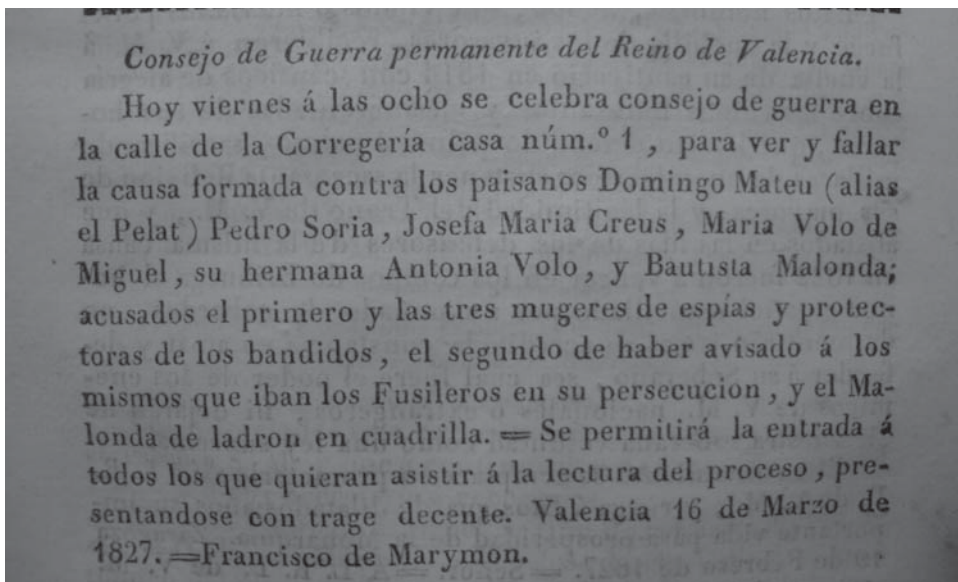 Consejo de Guerra permanente del Reino de Valencia.
Hoy viernes á las ocho se celebra consejo de guerra en
la calle de la Corregería casa núm.º 1 , para ver y fallar
la causa formada contra los paisanos Domingo Mateu (alias
el Pelat) Pedro Soria, Josefa Maria Creus, Maria Volo de
Miguel, su hermana Antonia Volo, y Bautista Malonda;
acusados el primero y las tres mugeres de espías y protec-
toras de los bandidos, el segundo de haber avisado á los
mismos que iban los Fusileros en su persecucion, y el Ma-
londa de ladron en cuadrilla. = Se permitirá la entrada á
todos los que quieran asistir á la lectura del proceso, pre-
sentandose con trage decente. Valencia 16 de Marzo de
1827.=Francisco de Marymon.